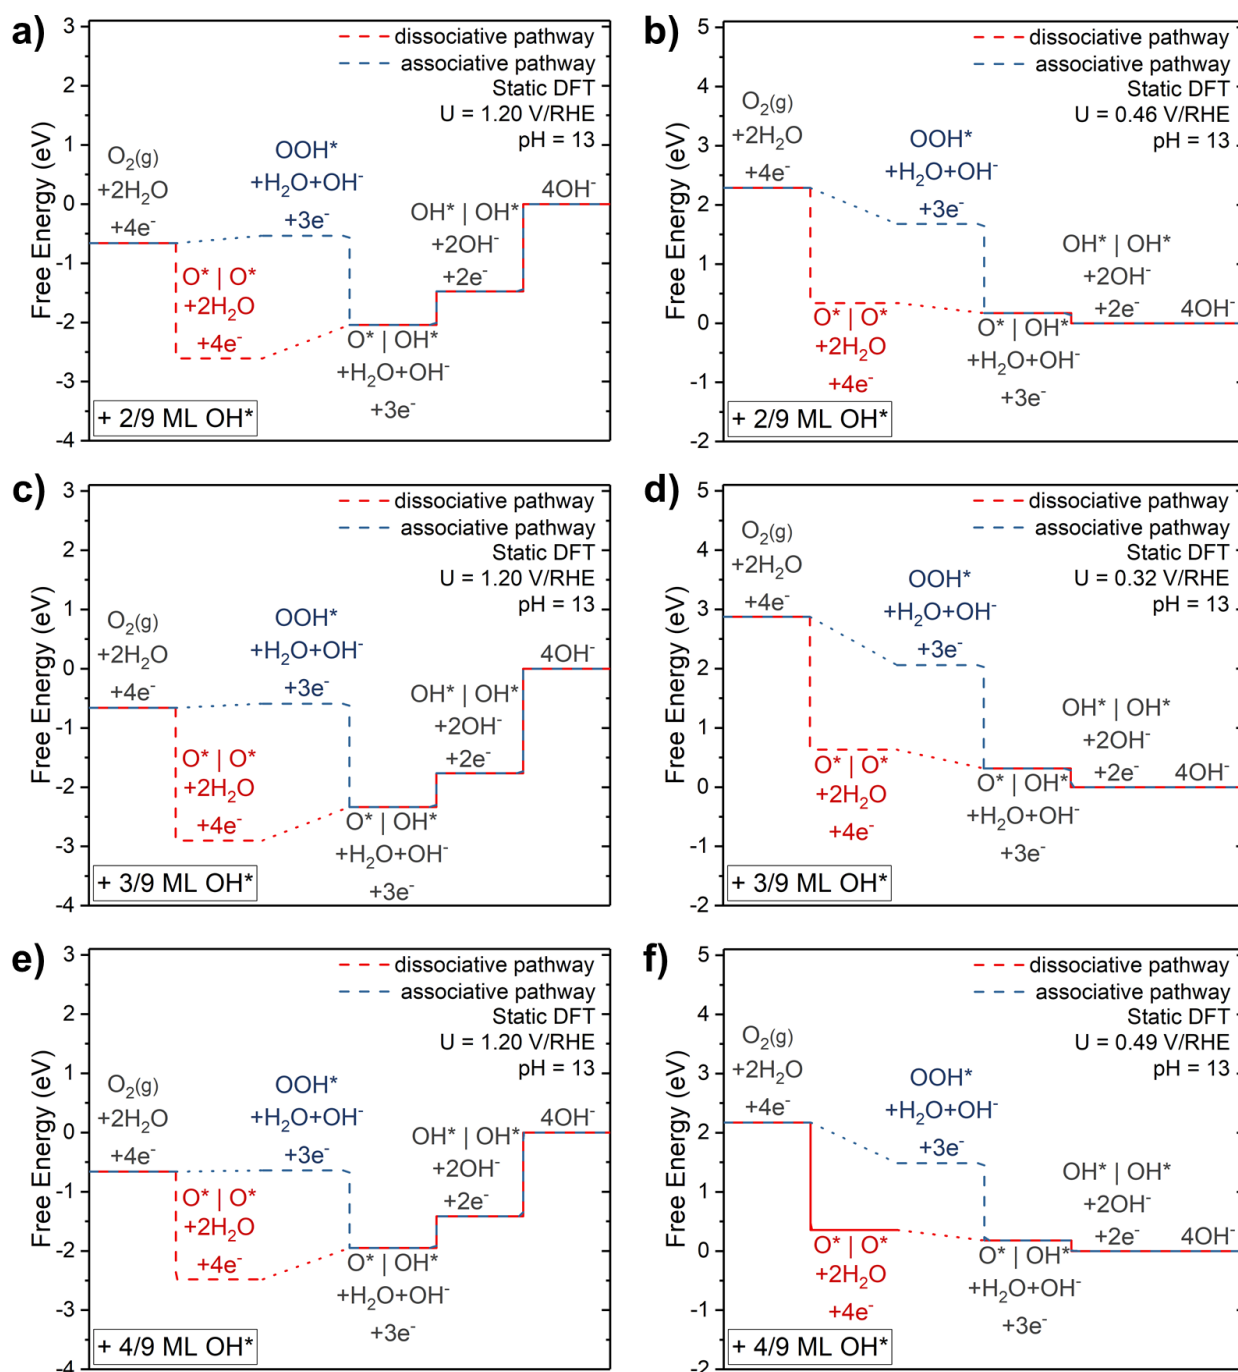 a)
Free Energy (eV)
3
2
1
0
-1
-2
-3
-4
dissociative pathway
associative pathway
Static DFT
U = 1.20 V/RHE
pH = 13
O₂(g)
+2H₂O
+4e⁻
OOH*
+H₂O+OH⁻
+3e⁻
O* | O*
+2H₂O
+4e⁻
O* | OH*
+H₂O+OH⁻
+3e⁻
OH* | OH*
+2OH⁻
+2e⁻
4OH⁻
+ 2/9 ML OH*
b)
Free Energy (eV)
5
4
3
2
1
0
-1
-2
dissociative pathway
associative pathway
Static DFT
U = 0.46 V/RHE
pH = 13
O₂(g)
+2H₂O
+4e⁻
OOH*
+H₂O+OH⁻
+3e⁻
O* | O*
+2H₂O
+4e⁻
O* | OH*
+H₂O+OH⁻
+3e⁻
OH* | OH*
+2OH⁻
+2e⁻
4OH⁻
+ 2/9 ML OH*
c)
Free Energy (eV)
3
2
1
0
-1
-2
-3
-4
dissociative pathway
associative pathway
Static DFT
U = 1.20 V/RHE
pH = 13
O₂(g)
+2H₂O
+4e⁻
OOH*
+H₂O+OH⁻
+3e⁻
O* | O*
+2H₂O
+4e⁻
O* | OH*
+H₂O+OH⁻
+3e⁻
OH* | OH*
+2OH⁻
+2e⁻
4OH⁻
+ 3/9 ML OH*
d)
Free Energy (eV)
5
4
3
2
1
0
-1
-2
dissociative pathway
associative pathway
Static DFT
U = 0.32 V/RHE
pH = 13
O₂(g)
+2H₂O
+4e⁻
OOH*
+H₂O+OH⁻
+3e⁻
O* | O*
+2H₂O
+4e⁻
O* | OH*
+H₂O+OH⁻
+3e⁻
OH* | OH*
+2OH⁻
+2e⁻
4OH⁻
+ 3/9 ML OH*
e)
Free Energy (eV)
3
2
1
0
-1
-2
-3
-4
dissociative pathway
associative pathway
Static DFT
U = 1.20 V/RHE
pH = 13
O₂(g)
+2H₂O
+4e⁻
OOH*
+H₂O+OH⁻
+3e⁻
O* | O*
+2H₂O
+4e⁻
O* | OH*
+H₂O+OH⁻
+3e⁻
OH* | OH*
+2OH⁻
+2e⁻
4OH⁻
+ 4/9 ML OH*
f)
Free Energy (eV)
5
4
3
2
1
0
-1
-2
dissociative pathway
associative pathway
Static DFT
U = 0.49 V/RHE
pH = 13
O₂(g)
+2H₂O
+4e⁻
OOH*
+H₂O+OH⁻
+3e⁻
O* | O*
+2H₂O
+4e⁻
O* | OH*
+H₂O+OH⁻
+3e⁻
OH* | OH*
+2OH⁻
+2e⁻
4OH⁻
+ 4/9 ML OH*